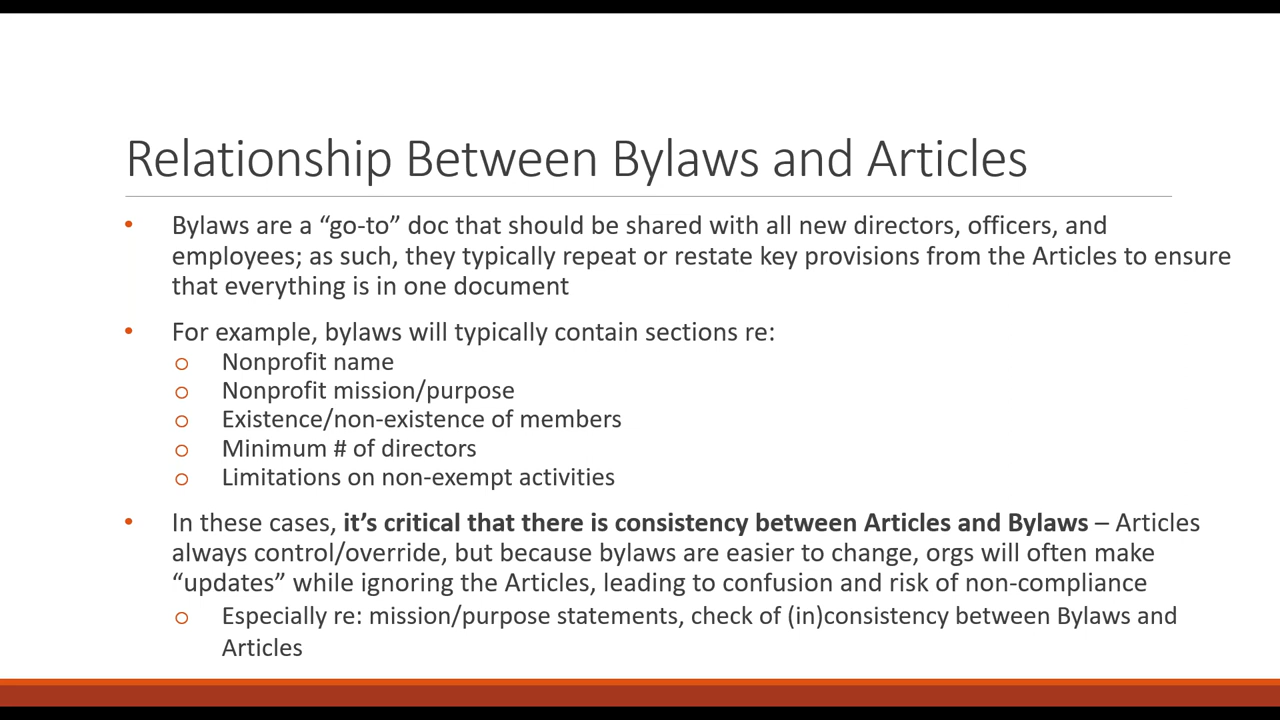 Relationship Between Bylaws and Articles
• Bylaws are a “go-to” doc that should be shared with all new directors, officers, and
employees; as such, they typically repeat or restate key provisions from the Articles to ensure
that everything is in one document
• For example, bylaws will typically contain sections re:
o Nonprofit name
o Nonprofit mission/purpose
o Existence/non-existence of members
o Minimum # of directors
o Limitations on non-exempt activities
• In these cases, it’s critical that there is consistency between Articles and Bylaws – Articles
always control/override, but because bylaws are easier to change, orgs will often make
“updates” while ignoring the Articles, leading to confusion and risk of non-compliance
o Especially re: mission/purpose statements, check of (in)consistency between Bylaws and
Articles